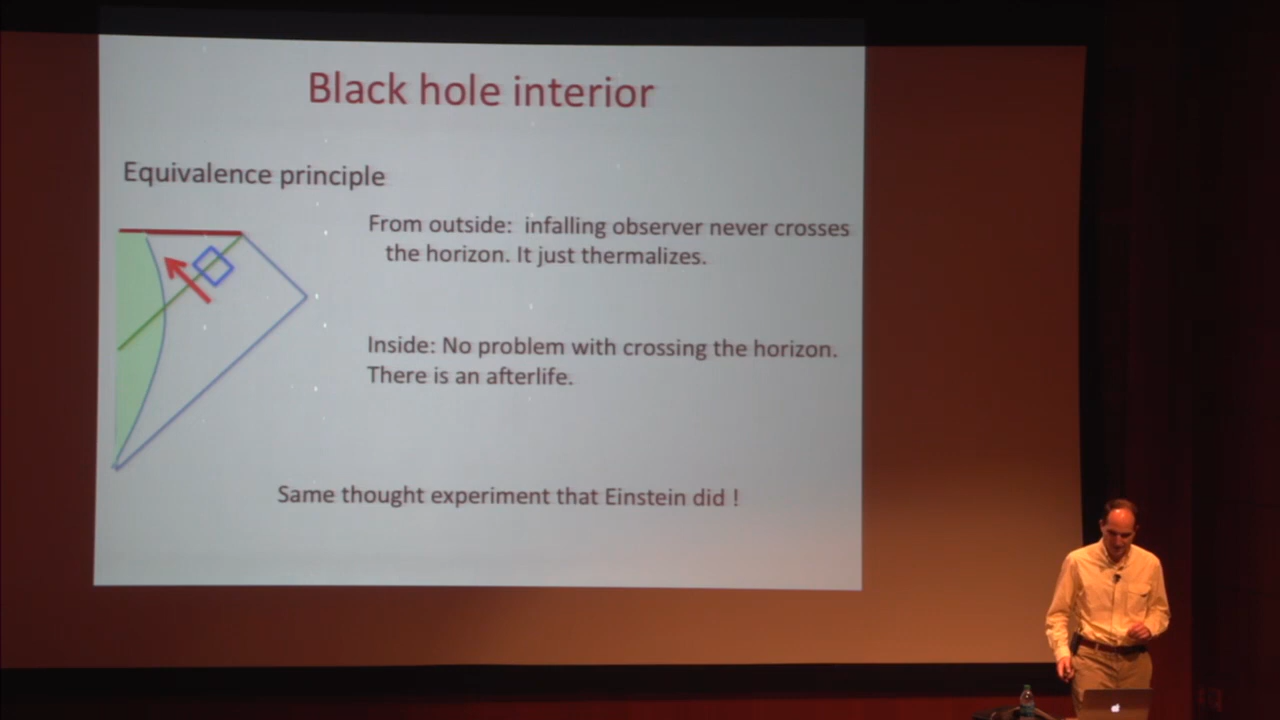 Black hole interior
Equivalence principle
From outside: infalling observer never crosses
the horizon. It just thermalizes.
Inside: No problem with crossing the horizon.
There is an afterlife.
Same thought experiment that Einstein did !